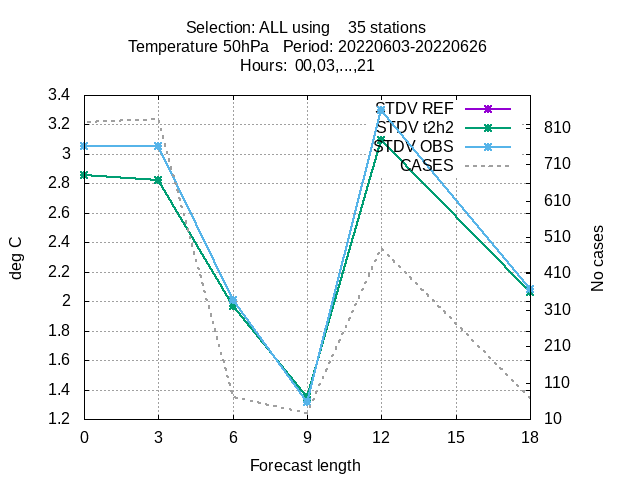 Selection: ALL using 35 stations
Temperature 50hPa Period: 20220603-20220626
Hours: 00,03,...,21
3.4
3.2
3
2.8
2.6
2.4
2.2
2
1.8
1.6
1.4
1.2
deg C
STDV REF
STDV t2h2
STDV OBS
CASES
810
710
610
510
410
310
210
110
10
No cases
0 3 6 9 12 15 18
Forecast length